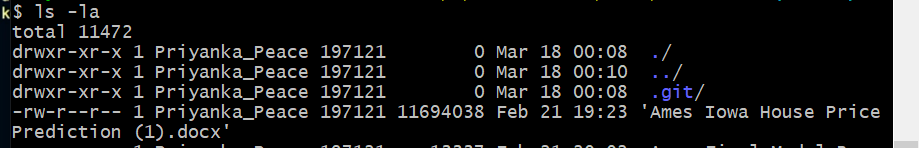 $ ls -la
total 11472
drwxr-xr-x 1 Priyanka_Peace 197121 0 Mar 18 00:08 ./
drwxr-xr-x 1 Priyanka_Peace 197121 0 Mar 18 00:10 ../
drwxr-xr-x 1 Priyanka_Peace 197121 0 Mar 18 00:08 .git/
-rw-r--r-- 1 Priyanka_Peace 197121 11694038 Feb 21 19:23 'Ames Iowa House Price
Prediction (1).docx'